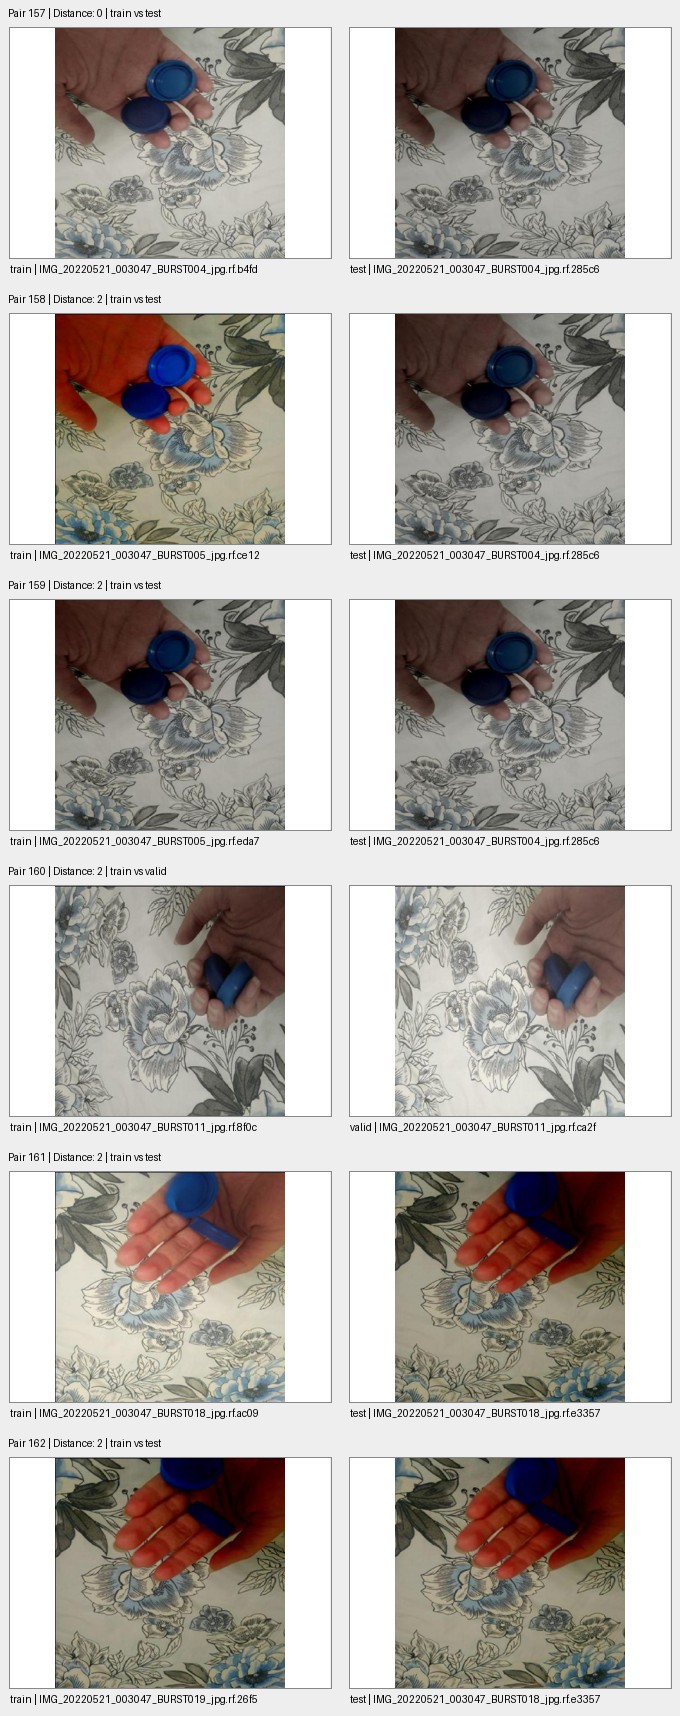 Pair 157 | Distance: 0 | train vs test
train | IMG_20220521_003047_BURST004_jpg.rf.b4fd
test | IMG_20220521_003047_BURST004_jpg.rf.285c6
Pair 158 | Distance: 2 | train vs test
train | IMG_20220521_003047_BURST005_jpg.rf.ce12
test | IMG_20220521_003047_BURST004_jpg.rf.285c6
Pair 159 | Distance: 2 | train vs test
train | IMG_20220521_003047_BURST005_jpg.rf.eda7
test | IMG_20220521_003047_BURST004_jpg.rf.285c6
Pair 160 | Distance: 2 | train vs valid
train | IMG_20220521_003047_BURST011_jpg.rf.8f0c
valid | IMG_20220521_003047_BURST011_jpg.rf.ca2f
Pair 161 | Distance: 2 | train vs test
train | IMG_20220521_003047_BURST018_jpg.rf.ac09
test | IMG_20220521_003047_BURST018_jpg.rf.e3357
Pair 162 | Distance: 2 | train vs test
train | IMG_20220521_003047_BURST019_jpg.rf.26f5
test | IMG_20220521_003047_BURST018_jpg.rf.e3357